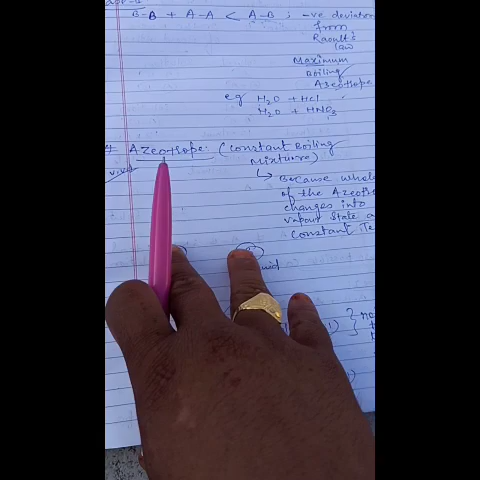 B-B + A-A < A-B ; -ve deviation
from
Raoult's
law
Maximum
Boiling
Azeotrope
eg H2O + HCl
H2O + HNO3
Azeotrope: (Constant Boiling
Mixture)
↳ Because whole
of the Azeotro
changes into
vapour State a
Constant Te